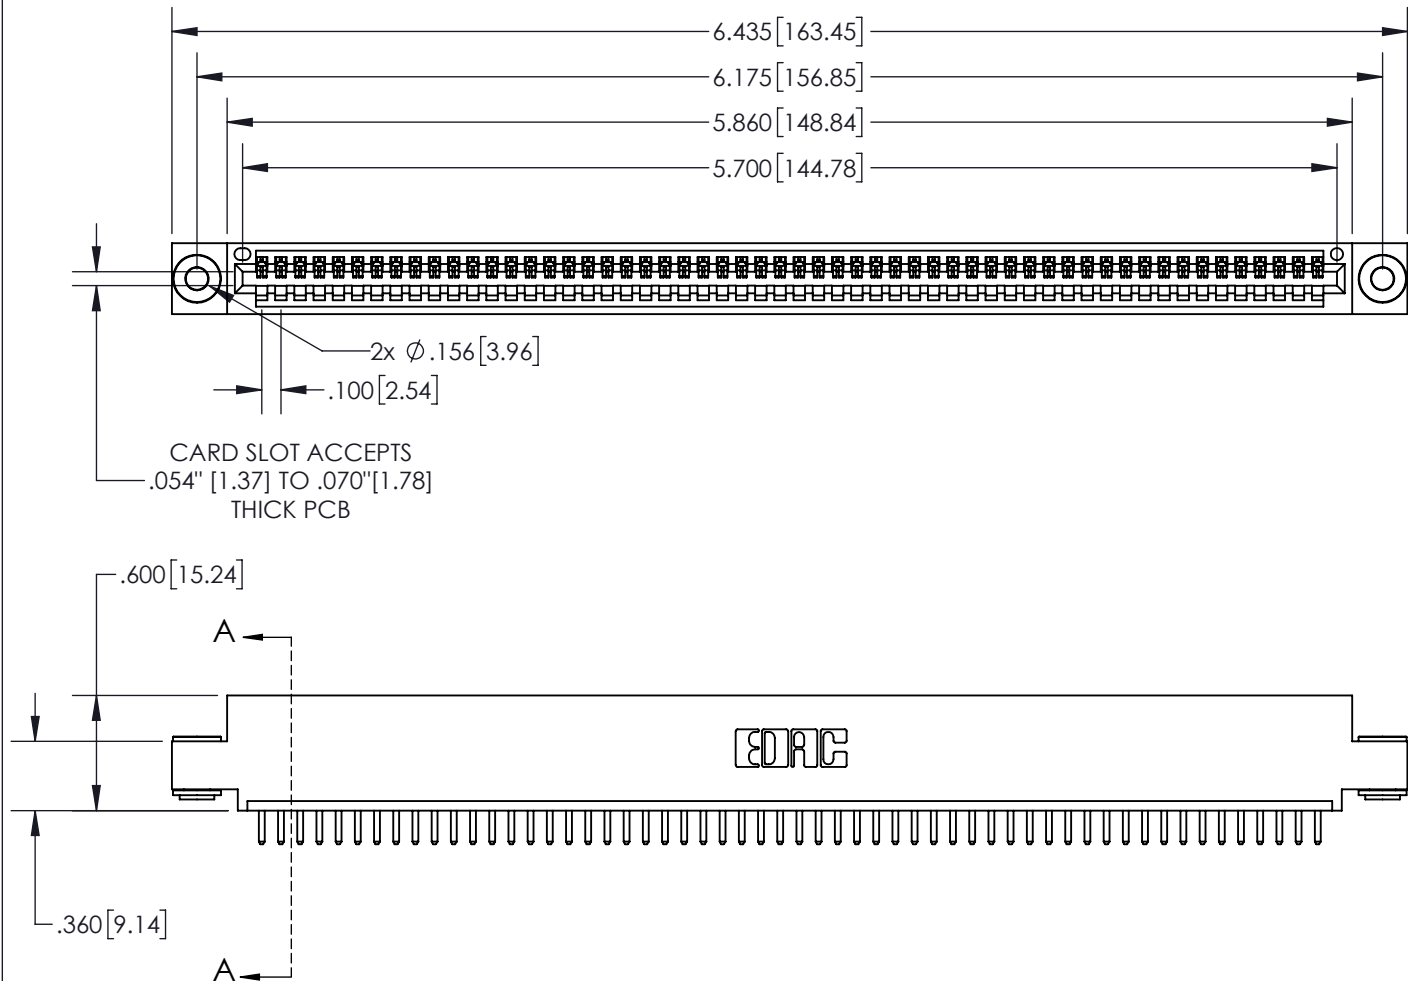 6.435[163.45]
6.175[156.85]
5.860[148.84]
5.700[144.78]
2x ∅.156[3.96]
.100[2.54]
CARD SLOT ACCEPTS
.054" [1.37] TO .070"[1.78]
THICK PCB
.600[15.24]
A
EDAC
.360[9.14]
A